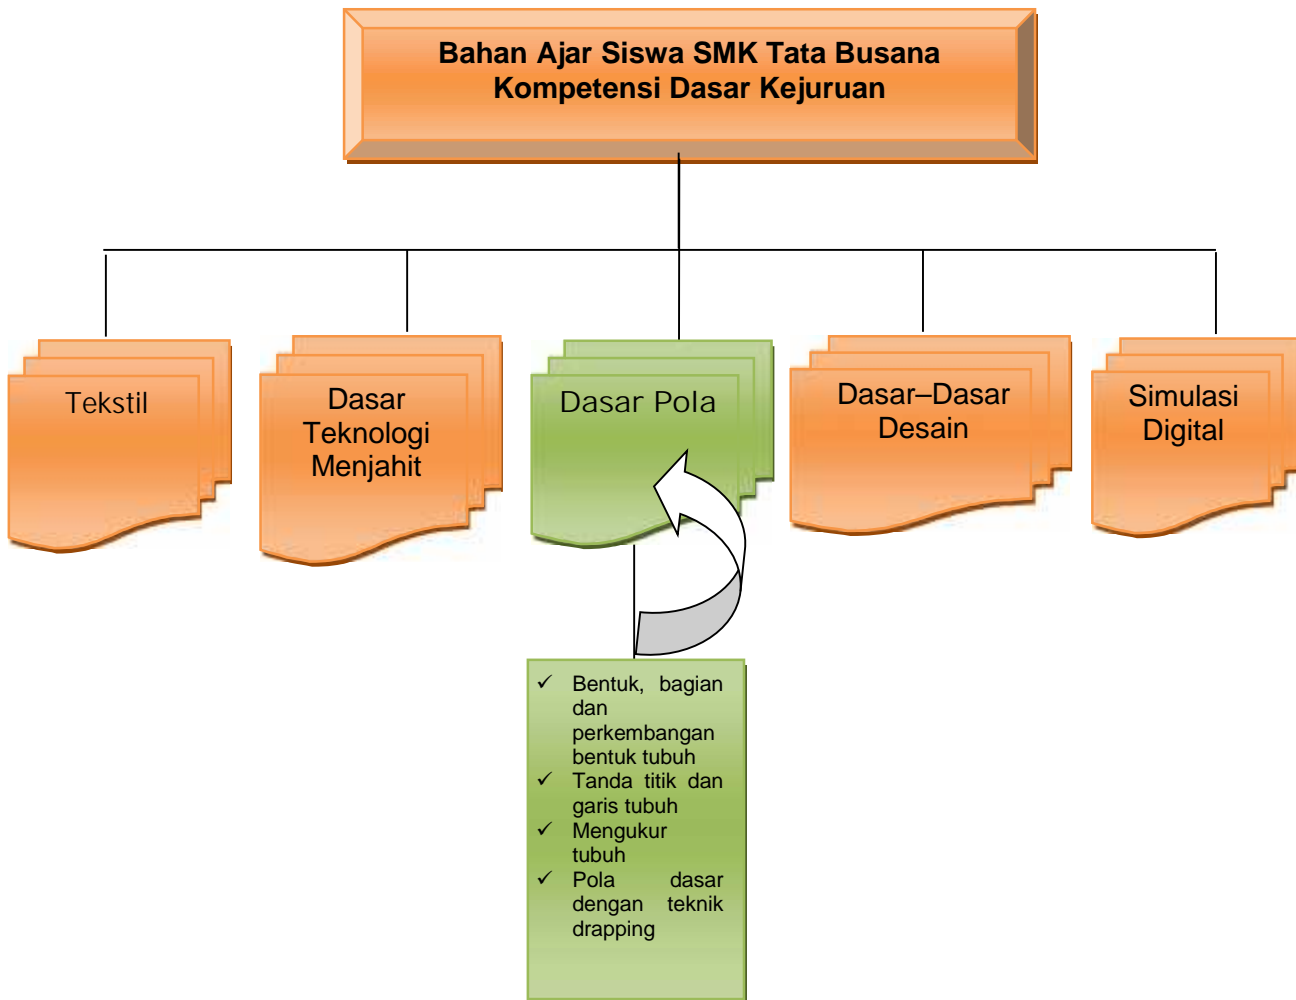 Bahan Ajar Siswa SMK Tata Busana
Kompetensi Dasar Kejuruan
Tekstil
Dasar
Teknologi
Menjahit
Dasar Pola
Dasar–Dasar
Desain
Simulasi
Digital
✓ Bentuk, bagian
dan
perkembangan
bentuk tubuh
✓ Tanda titik dan
garis tubuh
✓ Mengukur
tubuh
✓ Pola dasar
dengan teknik
drapping